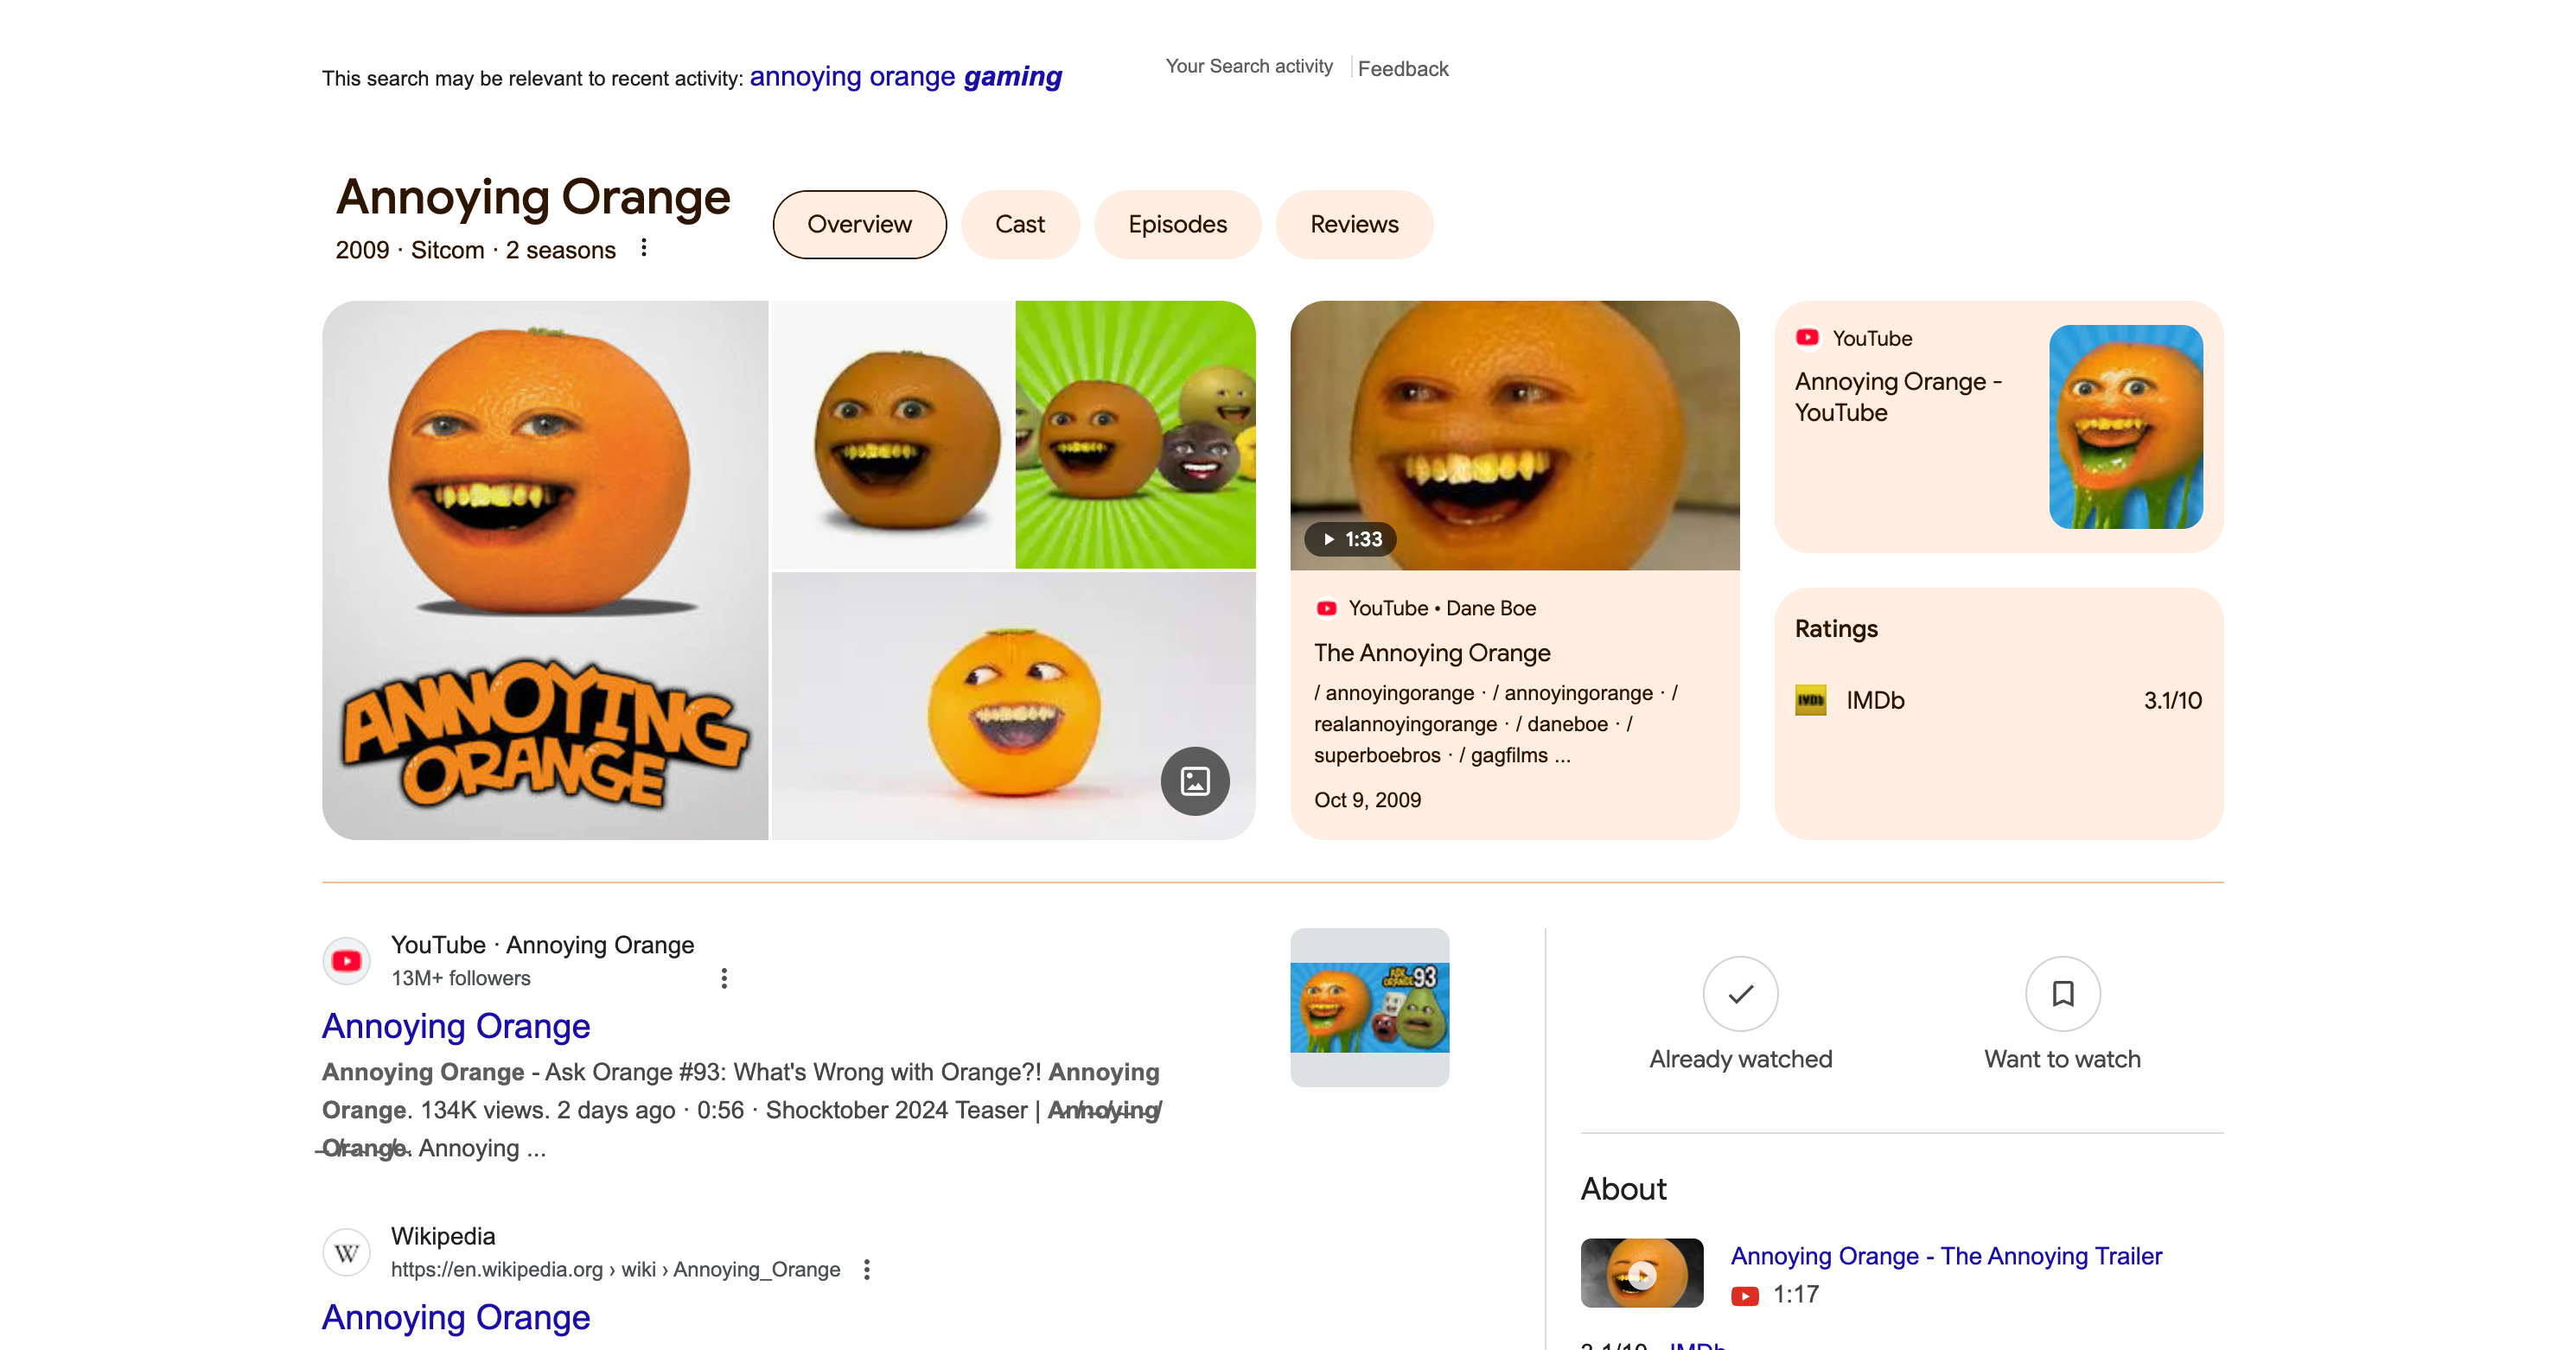 This search may be relevant to recent activity: annoying orange gaming
Your Search activity
Feedback
Annoying Orange
2009 · Sitcom · 2 seasons
Overview
Cast
Episodes
Reviews
ANNOYING
ORANGE
1:33
YouTube • Dane Boe
The Annoying Orange
/ annoyingorange · / annoyingorange · /
realannoyingorange · / daneboe · /
superboebros · / gagfilms ...
Oct 9, 2009
YouTube
Annoying Orange -
YouTube
Ratings
IMDb
IMDb
3.1/10
YouTube · Annoying Orange
13M+ followers
Annoying Orange
Annoying Orange - Ask Orange #93: What's Wrong with Orange?! Annoying
Orange. 134K views. 2 days ago · 0:56 · Shocktober 2024 Teaser | Annoying
Orange. Annoying ...
ASK
ORANGE 93
W
Wikipedia
https://en.wikipedia.org › wiki › Annoying_Orange
Annoying Orange
Already watched
Want to watch
About
Annoying Orange - The Annoying Trailer
1:17
3.1/10
IMDb